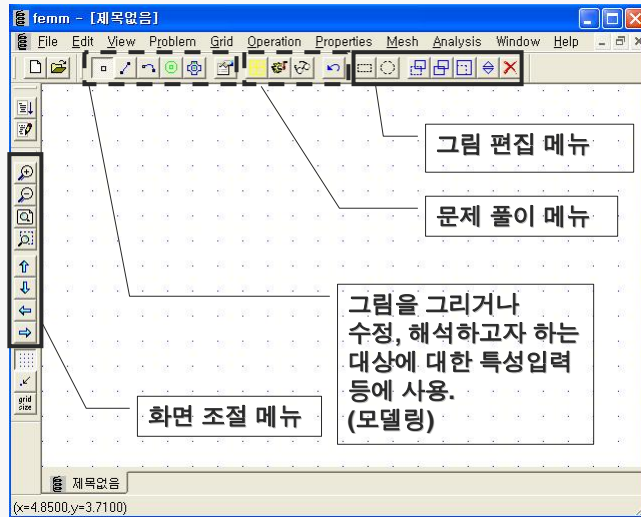 femm - [제목없음]
File Edit View Problem Grid Operation Properties Mesh Analysis Window Help
그림 편집 메뉴
문제 풀이 메뉴
그림을 그리거나
수정, 해석하고자 하는
대상에 대한 특성입력
등에 사용.
(모델링)
화면 조절 메뉴
grid
size
제목없음
(x=4.8500,y=3.7100)